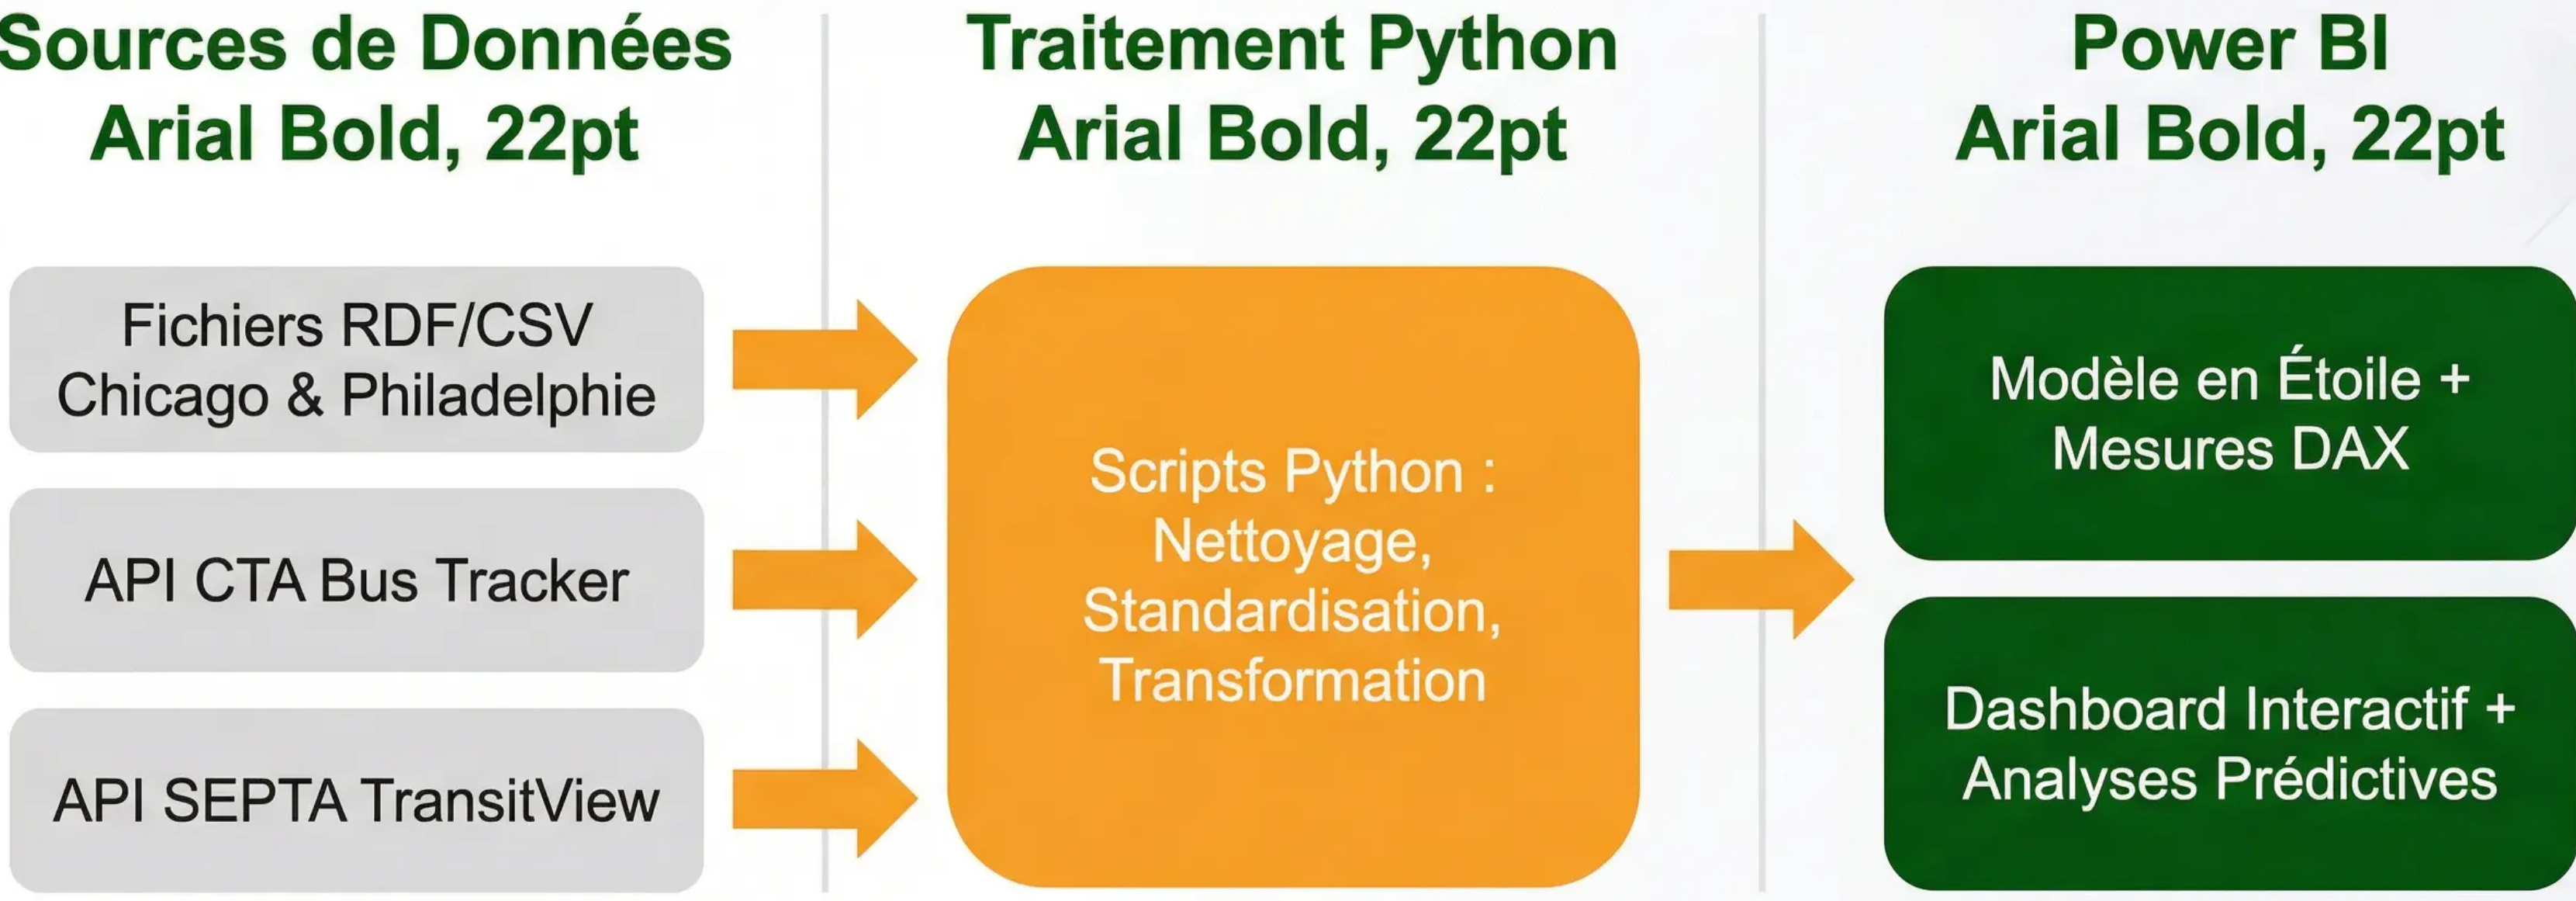 Sources de Données
Arial Bold, 22pt
Fichiers RDF/CSV
Chicago & Philadelphie
API CTA Bus Tracker
API SEPTA TransitView
Traitement Python
Arial Bold, 22pt
Scripts Python :
Nettoyage,
Standardisation,
Transformation
Power BI
Arial Bold, 22pt
Modèle en Étoile +
Mesures DAX
Dashboard Interactif +
Analyses Prédictives